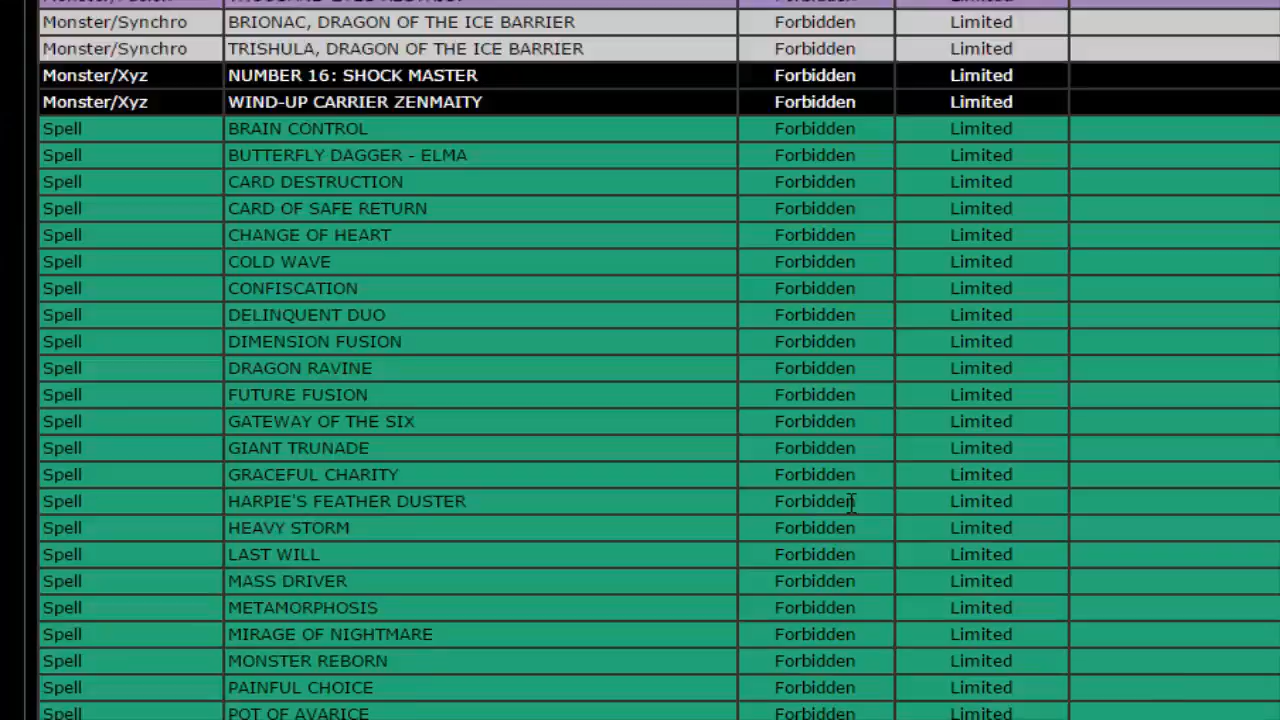 Monster/Synchro BRIONAC, DRAGON OF THE ICE BARRIER Forbidden Limited
Monster/Synchro TRISHULA, DRAGON OF THE ICE BARRIER Forbidden Limited
Monster/Xyz NUMBER 16: SHOCK MASTER Forbidden Limited
Monster/Xyz WIND-UP CARRIER ZENMAITY Forbidden Limited
Spell BRAIN CONTROL Forbidden Limited
Spell BUTTERFLY DAGGER - ELMA Forbidden Limited
Spell CARD DESTRUCTION Forbidden Limited
Spell CARD OF SAFE RETURN Forbidden Limited
Spell CHANGE OF HEART Forbidden Limited
Spell COLD WAVE Forbidden Limited
Spell CONFISCATION Forbidden Limited
Spell DELINQUENT DUO Forbidden Limited
Spell DIMENSION FUSION Forbidden Limited
Spell DRAGON RAVINE Forbidden Limited
Spell FUTURE FUSION Forbidden Limited
Spell GATEWAY OF THE SIX Forbidden Limited
Spell GIANT TRUNADE Forbidden Limited
Spell GRACEFUL CHARITY Forbidden Limited
Spell HARPIE'S FEATHER DUSTER Forbidden Limited
Spell HEAVY STORM Forbidden Limited
Spell LAST WILL Forbidden Limited
Spell MASS DRIVER Forbidden Limited
Spell METAMORPHOSIS Forbidden Limited
Spell MIRAGE OF NIGHTMARE Forbidden Limited
Spell MONSTER REBORN Forbidden Limited
Spell PAINFUL CHOICE Forbidden Limited
Spell POT OF AVARICE Forbidden Limited